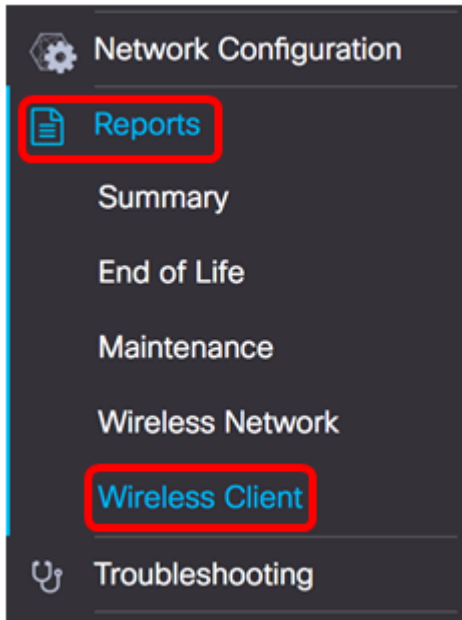 Network Configuration
Reports
Summary
End of Life
Maintenance
Wireless Network
Wireless Client
Troubleshooting